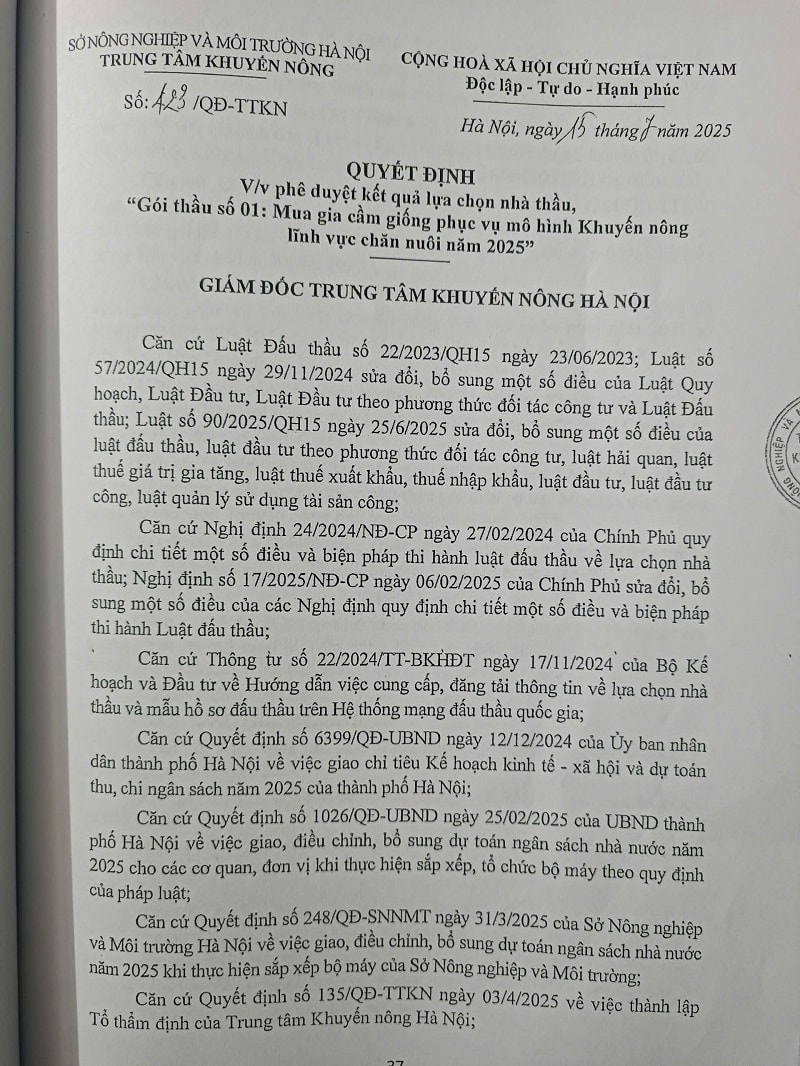 SỞ NÔNG NGHIỆP VÀ MÔI TRƯỜNG HÀ NỘI
TRUNG TÂM KHUYẾN NÔNG
Số: 423 /QĐ-TTKN
CỘNG HOÀ XÃ HỘI CHỦ NGHĨA VIỆT NAM
Độc lập - Tự do - Hạnh phúc
Hà Nội, ngày 15 tháng 7 năm 2025
QUYẾT ĐỊNH
V/v phê duyệt kết quả lựa chọn nhà thầu,
“Gói thầu số 01: Mua gia cầm giống phục vụ mô hình Khuyến nông
lĩnh vực chăn nuôi năm 2025”
GIÁM ĐỐC TRUNG TÂM KHUYẾN NÔNG HÀ NỘI
Căn cứ Luật Đấu thầu số 22/2023/QH15 ngày 23/06/2023; Luật số
57/2024/QH15 ngày 29/11/2024 sửa đổi, bổ sung một số điều của Luật Quy
hoạch, Luật Đầu tư, Luật Đầu tư theo phương thức đối tác công tư và Luật Đấu
thầu; Luật số 90/2025/QH15 ngày 25/6/2025 sửa đổi, bổ sung một số điều của
luật đấu thầu, luật đầu tư theo phương thức đối tác công tư, luật hải quan, luật
thuế giá trị gia tăng, luật thuế xuất khẩu, thuế nhập khẩu, luật đầu tư, luật đầu tư
công, luật quản lý sử dụng tài sản công;
Căn cứ Nghị định 24/2024/NĐ-CP ngày 27/02/2024 của Chính Phủ quy
định chi tiết một số điều và biện pháp thi hành luật đấu thầu về lựa chọn nhà
thầu; Nghị định số 17/2025/NĐ-CP ngày 06/02/2025 của Chính Phủ sửa đổi, bổ
sung một số điều của các Nghị định quy định chi tiết một số điều và biện pháp
thi hành Luật đấu thầu;
Căn cứ Thông tư số 22/2024/TT-BKHĐT ngày 17/11/2024 của Bộ Kế
hoạch và Đầu tư về Hướng dẫn việc cung cấp, đăng tải thông tin về lựa chọn nhà
thầu và mẫu hồ sơ đấu thầu trên Hệ thống mạng đấu thầu quốc gia;
Căn cứ Quyết định số 6399/QĐ-UBND ngày 12/12/2024 của Ủy ban nhân
dân thành phố Hà Nội về việc giao chỉ tiêu Kế hoạch kinh tế - xã hội và dự toán
thu, chi ngân sách năm 2025 của thành phố Hà Nội;
Căn cứ Quyết định số 1026/QĐ-UBND ngày 25/02/2025 của UBND thành
phố Hà Nội về việc giao, điều chỉnh, bổ sung dự toán ngân sách nhà nước năm
2025 cho các cơ quan, đơn vị khi thực hiện sắp xếp, tổ chức bộ máy theo quy định
của pháp luật;
Căn cứ Quyết định số 248/QĐ-SNNMT ngày 31/3/2025 của Sở Nông nghiệp
và Môi trường Hà Nội về việc giao, điều chỉnh, bổ sung dự toán ngân sách nhà nước
năm 2025 khi thực hiện sắp xếp bộ máy của Sở Nông nghiệp và Môi trường;
Căn cứ Quyết định số 135/QĐ-TTKN ngày 03/4/2025 về việc thành lập
Tổ thẩm định của Trung tâm Khuyến nông Hà Nội;
NGHIỆP VÀ